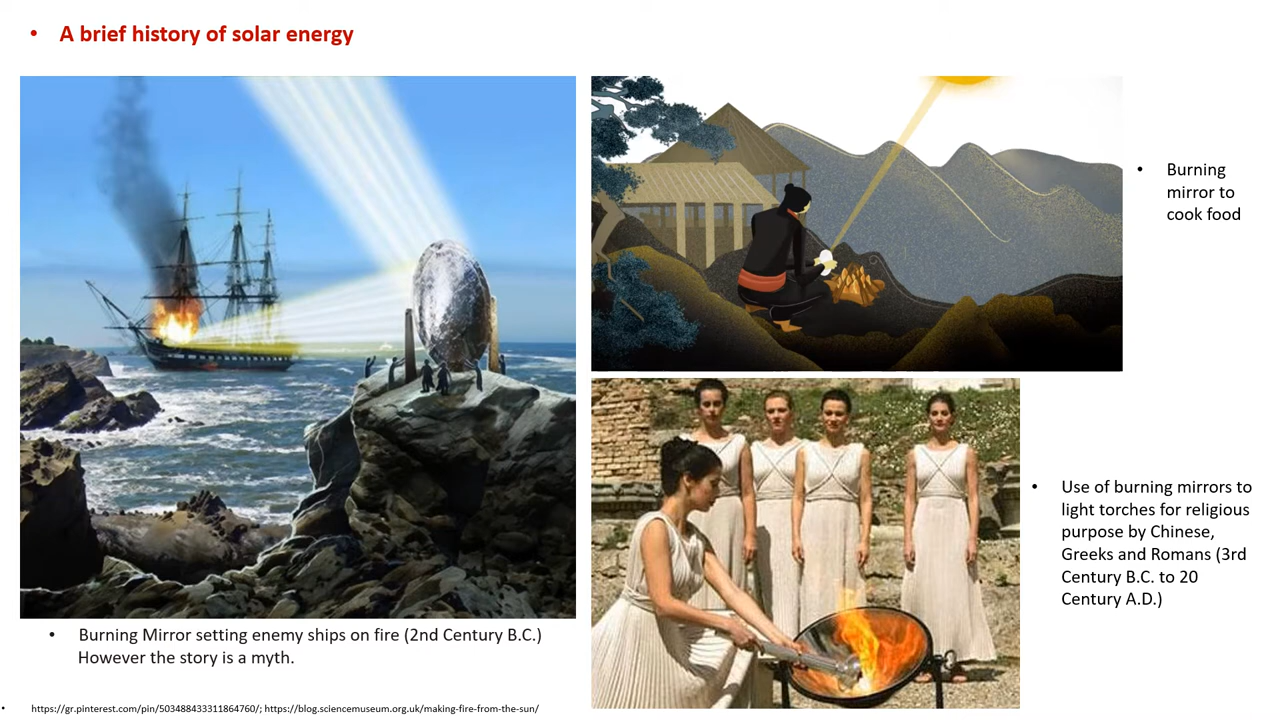 • A brief history of solar energy
• Burning
mirror to
cook food
• Use of burning mirrors to
light torches for religious
purpose by Chinese,
Greeks and Romans (3rd
Century B.C. to 20
Century A.D.)
• Burning Mirror setting enemy ships on fire (2nd Century B.C.)
However the story is a myth.
• https://gr.pinterest.com/pin/503488433311864760/; https://blog.sciencemuseum.org.uk/making-fire-from-the-sun/